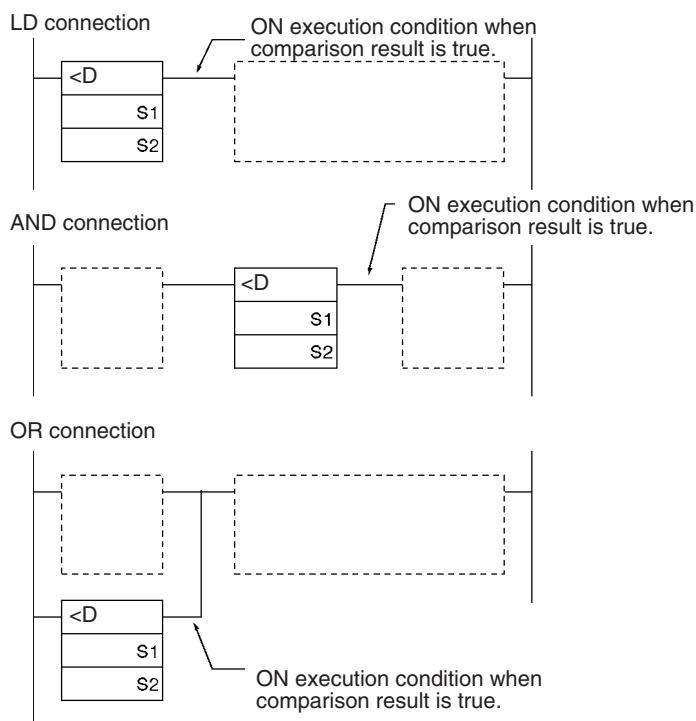 LD connection
ON execution condition when
comparison result is true.
<D
S1
S2
AND connection
ON execution condition when
comparison result is true.
<D
S1
S2
OR connection
<D
S1
S2
ON execution condition when
comparison result is true.